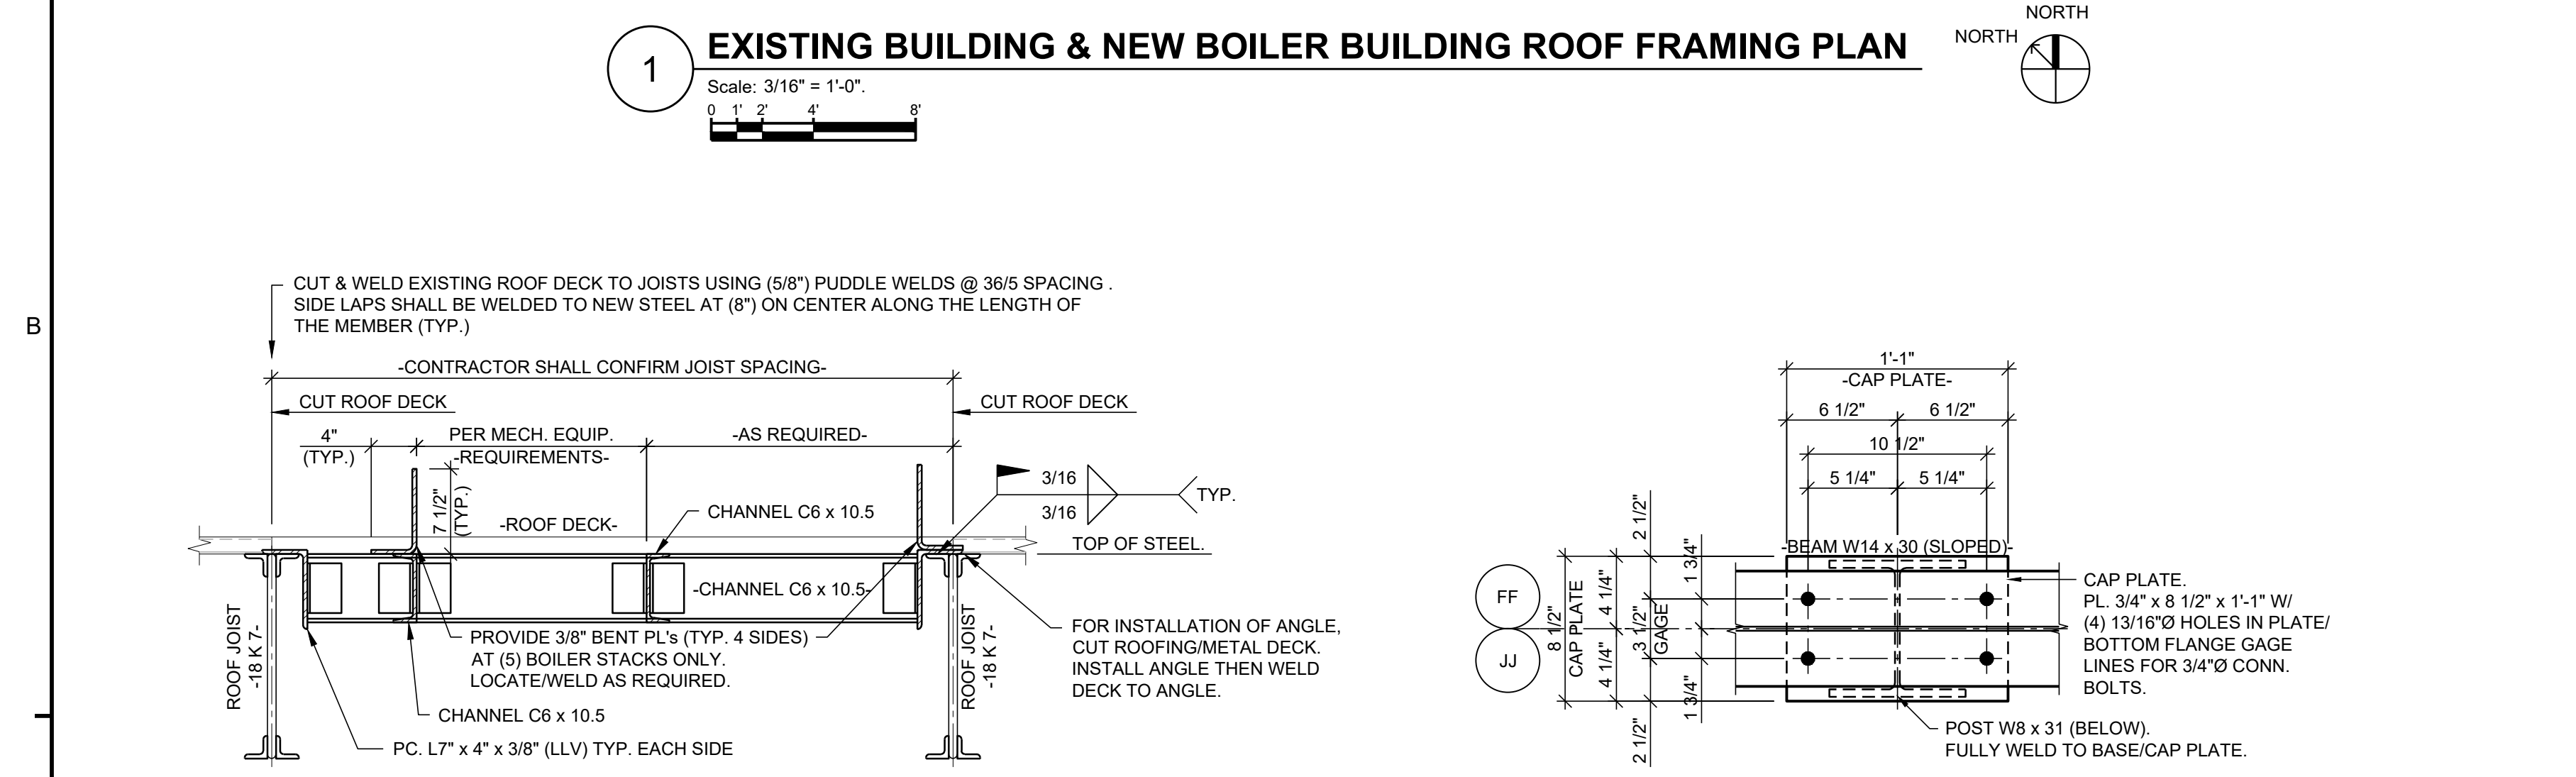 NORTH
NORTH
1
EXISTING BUILDING & NEW BOILER BUILDING ROOF FRAMING PLAN
Scale: 3/16" = 1'-0".
0 1' 2' 4' 8'
B
CUT & WELD EXISTING ROOF DECK TO JOISTS USING (5/8") PUDDLE WELDS @ 36/5 SPACING .
SIDE LAPS SHALL BE WELDED TO NEW STEEL AT (8") ON CENTER ALONG THE LENGTH OF
THE MEMBER (TYP.)
-CONTRACTOR SHALL CONFIRM JOIST SPACING-
CUT ROOF DECK
CUT ROOF DECK
4"
(TYP.)
PER MECH. EQUIP.
-REQUIREMENTS-
-AS REQUIRED-
7 1/2"
(TYP.)
-ROOF DECK-
CHANNEL C6 x 10.5
3/16
3/16
TYP.
TOP OF STEEL.
-CHANNEL C6 x 10.5-
ROOF JOIST
-18 K 7-
ROOF JOIST
-18 K 7-
PROVIDE 3/8" BENT PL's (TYP. 4 SIDES)
AT (5) BOILER STACKS ONLY.
LOCATE/WELD AS REQUIRED.
CHANNEL C6 x 10.5
PC. L7" x 4" x 3/8" (LLV) TYP. EACH SIDE
FOR INSTALLATION OF ANGLE,
CUT ROOFING/METAL DECK.
INSTALL ANGLE THEN WELD
DECK TO ANGLE.
1'-1"
-CAP PLATE-
6 1/2" 6 1/2"
10 1/2"
5 1/4" 5 1/4"
-BEAM W14 x 30 (SLOPED)-
FF
JJ
8 1/2"
CAP PLATE
4 1/4"
4 1/4"
2 1/2"
3 1/2"
GAGE
2 1/2"
1 3/4"
1 3/4"
CAP PLATE.
PL. 3/4" x 8 1/2" x 1'-1" W/
(4) 13/16"Ø HOLES IN PLATE/
BOTTOM FLANGE GAGE
LINES FOR 3/4"Ø CONN.
BOLTS.
POST W8 x 31 (BELOW).
FULLY WELD TO BASE/CAP PLATE.